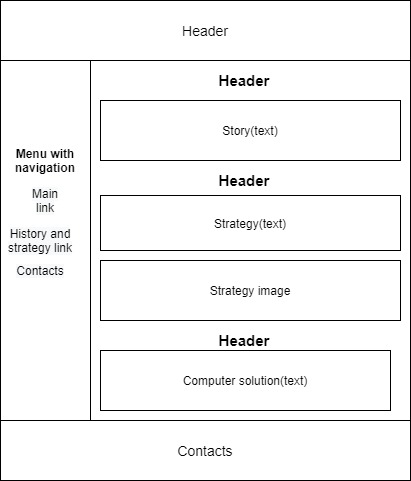 Header
Menu with
navigation
Main
link
History and
strategy link
Contacts
Header
Story(text)
Header
Strategy(text)
Strategy image
Header
Computer solution(text)
Contacts